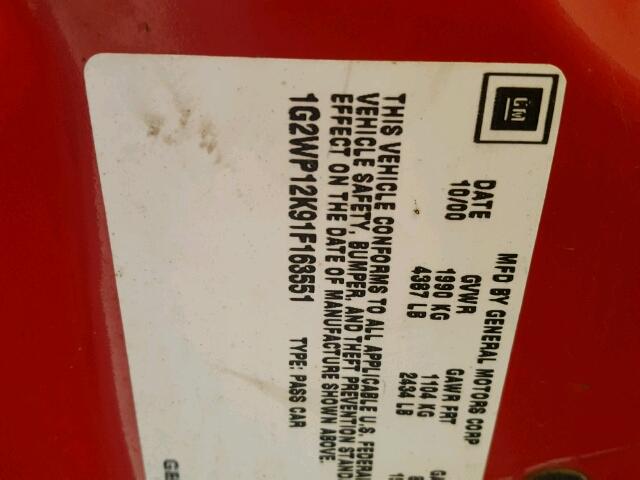 GM
MFD BY GENERAL MOTORS CORP
DATE GVWR GAWR FRT
10/00 1990 KG 1104 KG
4387 LB 2434 LB
THIS VEHICLE CONFORMS TO ALL APPLICABLE U.S. FEDERAL
VEHICLE SAFETY, BUMPER, AND THEFT PREVENTION STAND
EFFECT ON THE DATE OF MANUFACTURE SHOWN ABOVE.
1G2WP12K91F163551 TYPE: PASS CAR